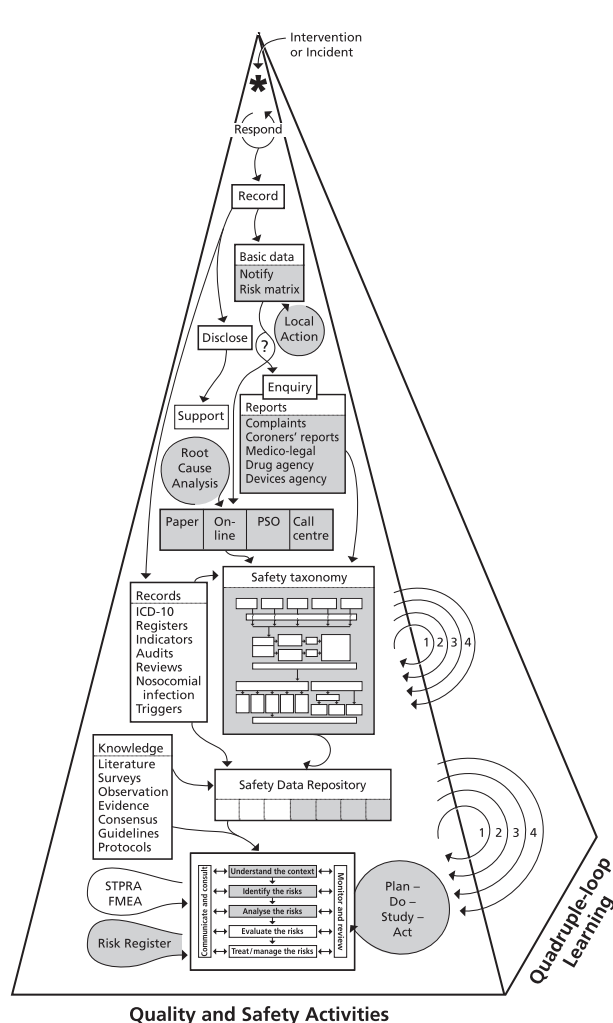 Intervention
or Incident
*
Respond
Record
Basic data
Notify
Risk matrix
Local
Action
Disclose
?
Enquiry
Support
Reports
Complaints
Coroners' reports
Medico-legal
Drug agency
Devices agency
Root
Cause
Analysis
Paper
On-
line
PSO
Call
centre
Safety taxonomy
Records
ICD-10
Registers
Indicators
Audits
Reviews
Nosocomial
infection
Triggers
1 2 3 4
Knowledge
Literature
Surveys
Observation
Evidence
Consensus
Guidelines
Protocols
Safety Data Repository
1 2 3 4
STPRA
FMEA
Risk Register
Communicate and consult
Understand the context
Identify the risks
Analyse the risks
Evaluate the risks
Treat/manage the risks
Monitor and review
Plan –
Do –
Study –
Act
Quadruple-loop
Learning
Quality and Safety Activities